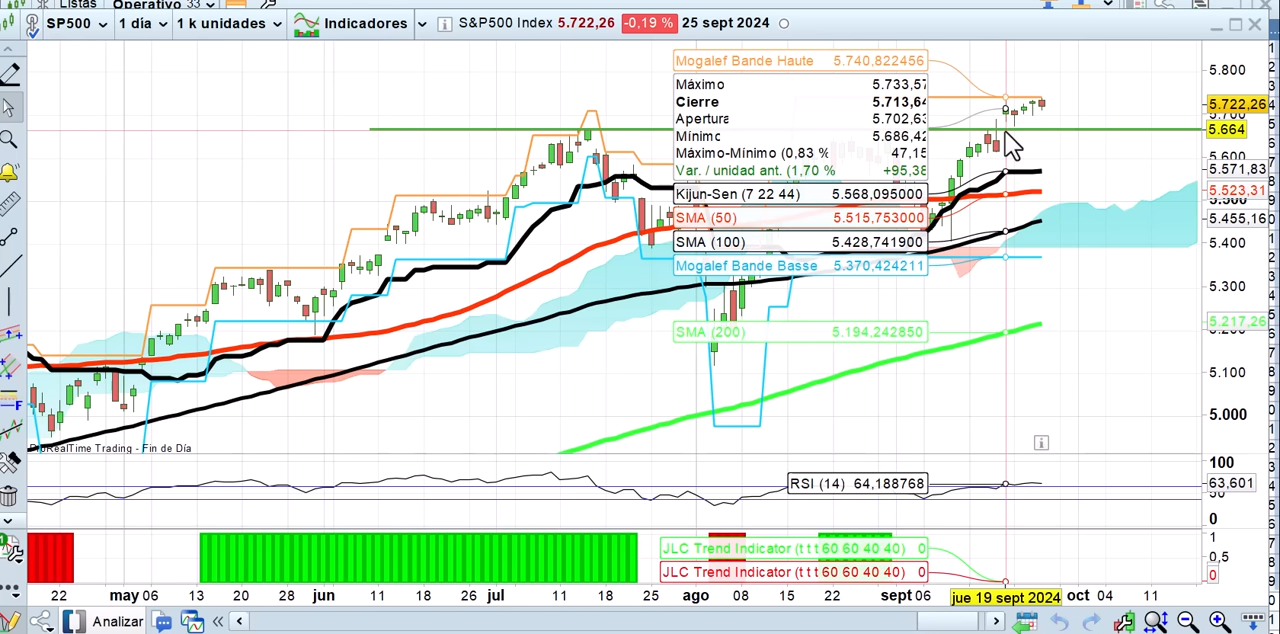 Listas Operativo 33
SP500 1 día 1 k unidades Indicadores S&P500 Index 5.722,26 -0,19 % 25 sept 2024
Mogalef Bande Haute 5.740,822456
Máximo 5.733,57
Cierre 5.713,64
Apertura 5.702,63
Mínimo 5.686,42
Máximo-Mínimo (0,83 % 47,15
Var. / unidad ant. (1,70 % +95,38
Kijun-Sen (7 22 44) 5.568,095000
SMA (50) 5.515,753000
SMA (100) 5.428,741900
Mogalef Bande Basse 5.370,424211
SMA (200) 5.194,242850
5.800
5.722,26
5.700
5.664
5.600
5.571,83
5.523,31
5.500
5.455,16
5.400
5.300
5.217,26
5.200
5.100
5.000
ProRealTime Trading - Fin de Día
RSI (14) 64,188768
100
63,601
50
0
JLC Trend Indicator (t t t 60 60 40 40) 0
JLC Trend Indicator (t t t 60 60 40 40) 0
1
0,5
0
22 may 06 13 20 28 jun 11 18 26 jul 11 18 25 ago 08 15 22 sept 06 jue 19 sept 2024 oct 04 11
Analizar